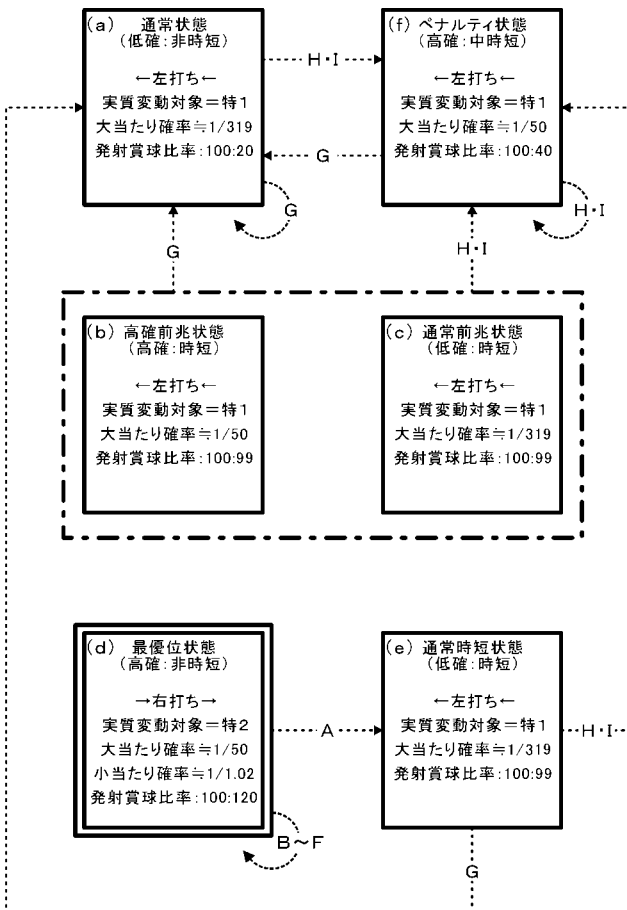 (a) 通常状態
(低確:非時短)
←左打ち←
実質変動対象=特1
大当たり確率≒1/319
発射賞球比率:100:20
H・I
G
G
(f) ペナルティ状態
(高確:中時短)
←左打ち←
実質変動対象=特1
大当たり確率≒1/50
発射賞球比率:100:40
H・I
G
H・I
(b) 高確前兆状態
(高確:時短)
←左打ち←
実質変動対象=特1
大当たり確率≒1/50
発射賞球比率:100:99
(c) 通常前兆状態
(低確:時短)
←左打ち←
実質変動対象=特1
大当たり確率≒1/319
発射賞球比率:100:99
(d) 最優位状態
(高確:非時短)
→右打ち→
実質変動対象=特2
大当たり確率≒1/50
小当たり確率≒1/1.02
発射賞球比率:100:120
A
B~F
(e) 通常時短状態
(低確:時短)
←左打ち←
実質変動対象=特1
大当たり確率≒1/319
発射賞球比率:100:99
H・I
G